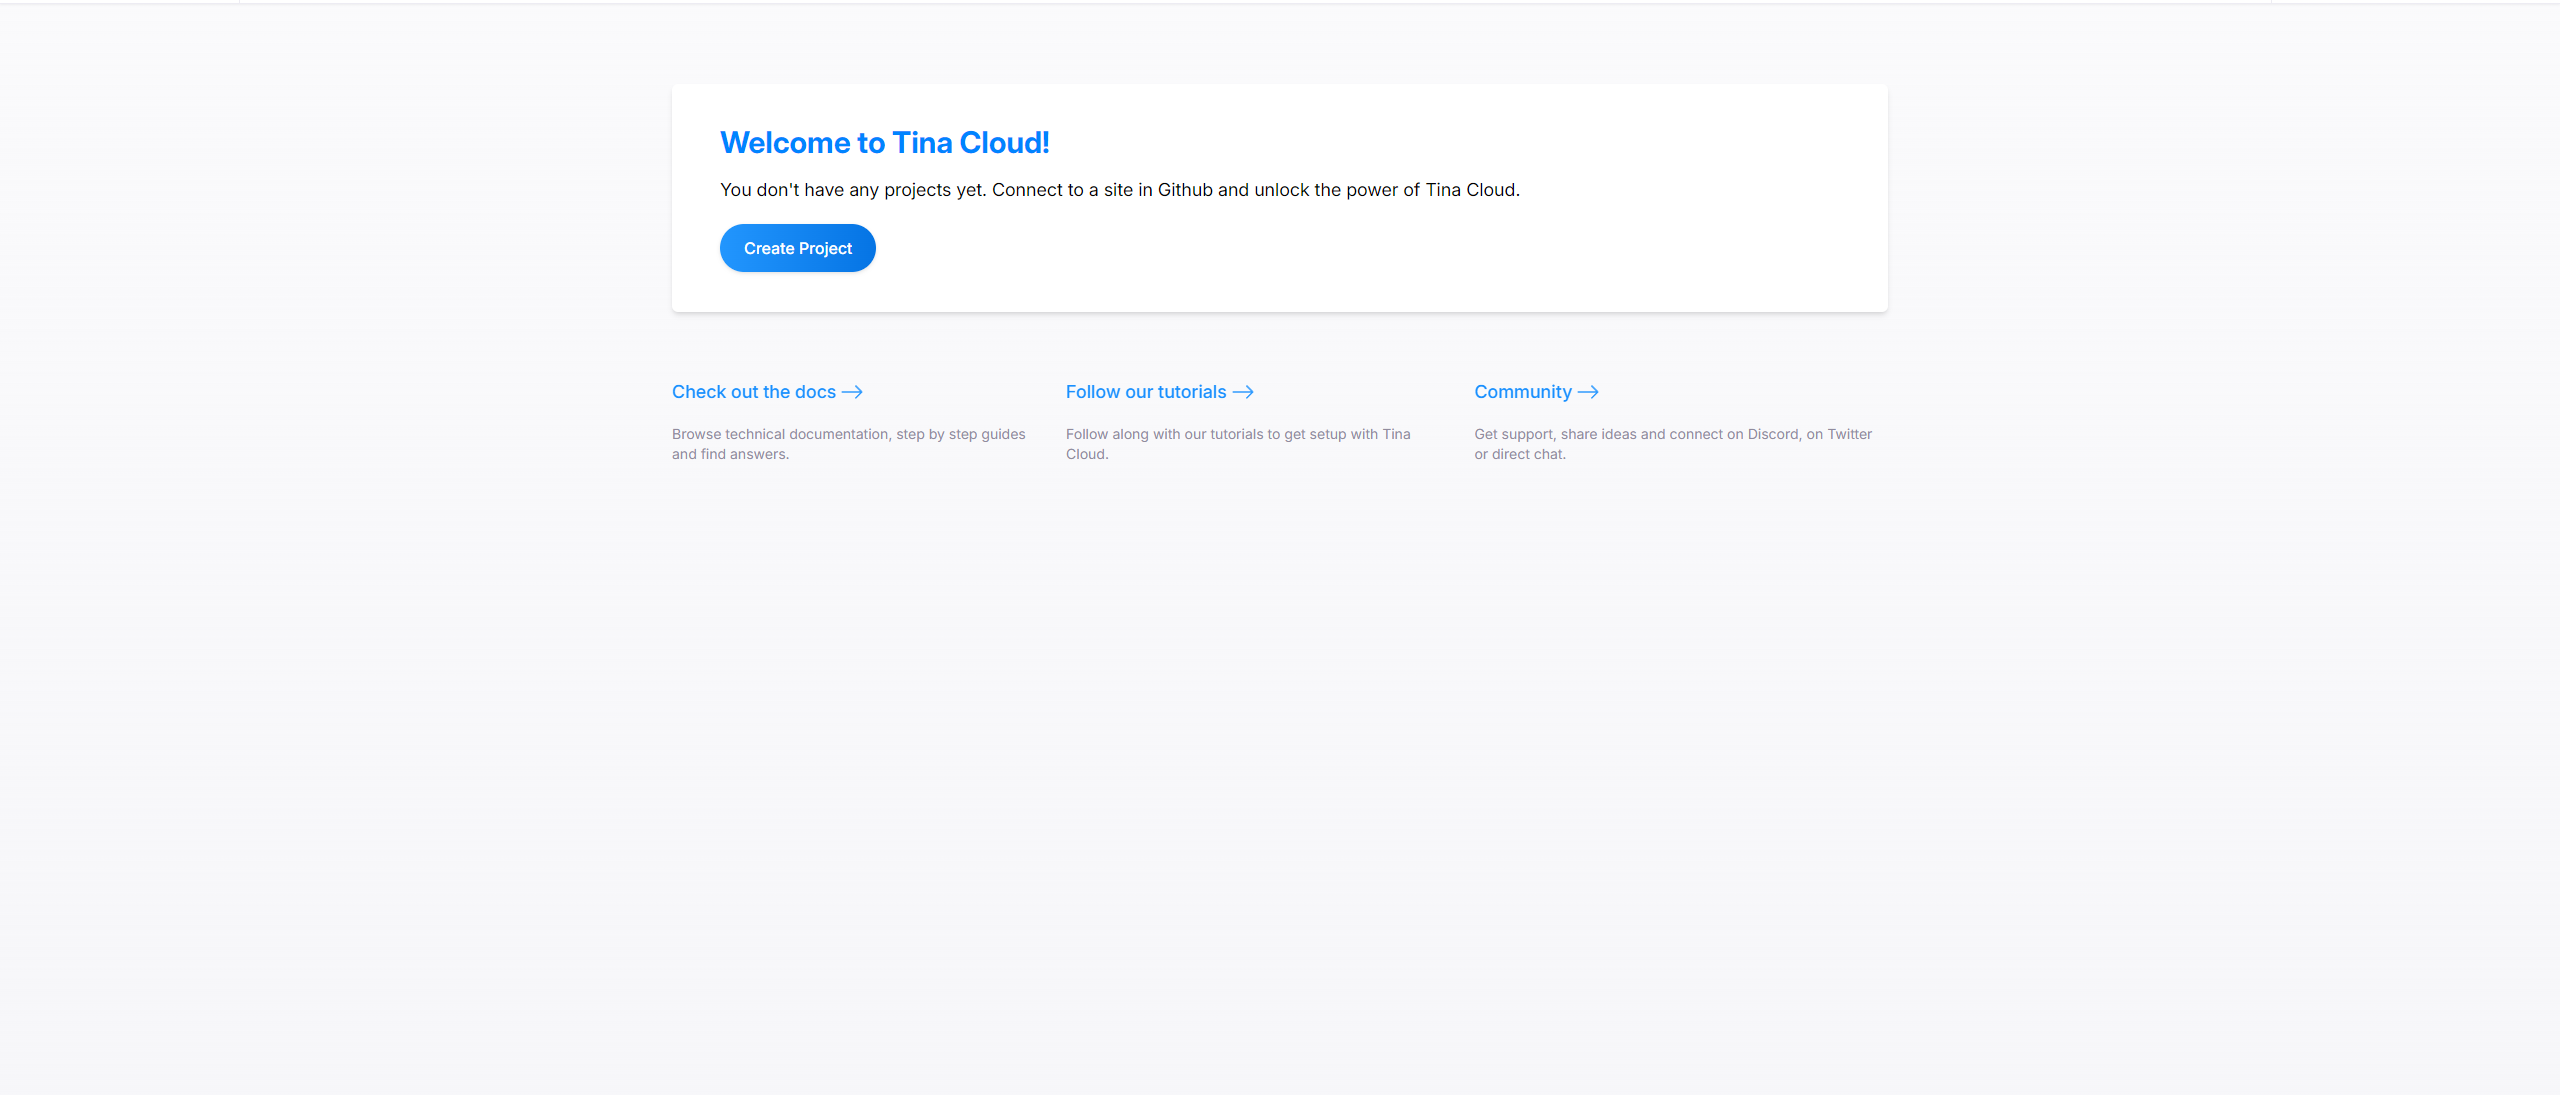 Welcome to Tina Cloud!
You don't have any projects yet. Connect to a site in Github and unlock the power of Tina Cloud.
Create Project
Check out the docs →
Browse technical documentation, step by step guides
and find answers.
Follow our tutorials →
Follow along with our tutorials to get setup with Tina
Cloud.
Community →
Get support, share ideas and connect on Discord, on Twitter
or direct chat.